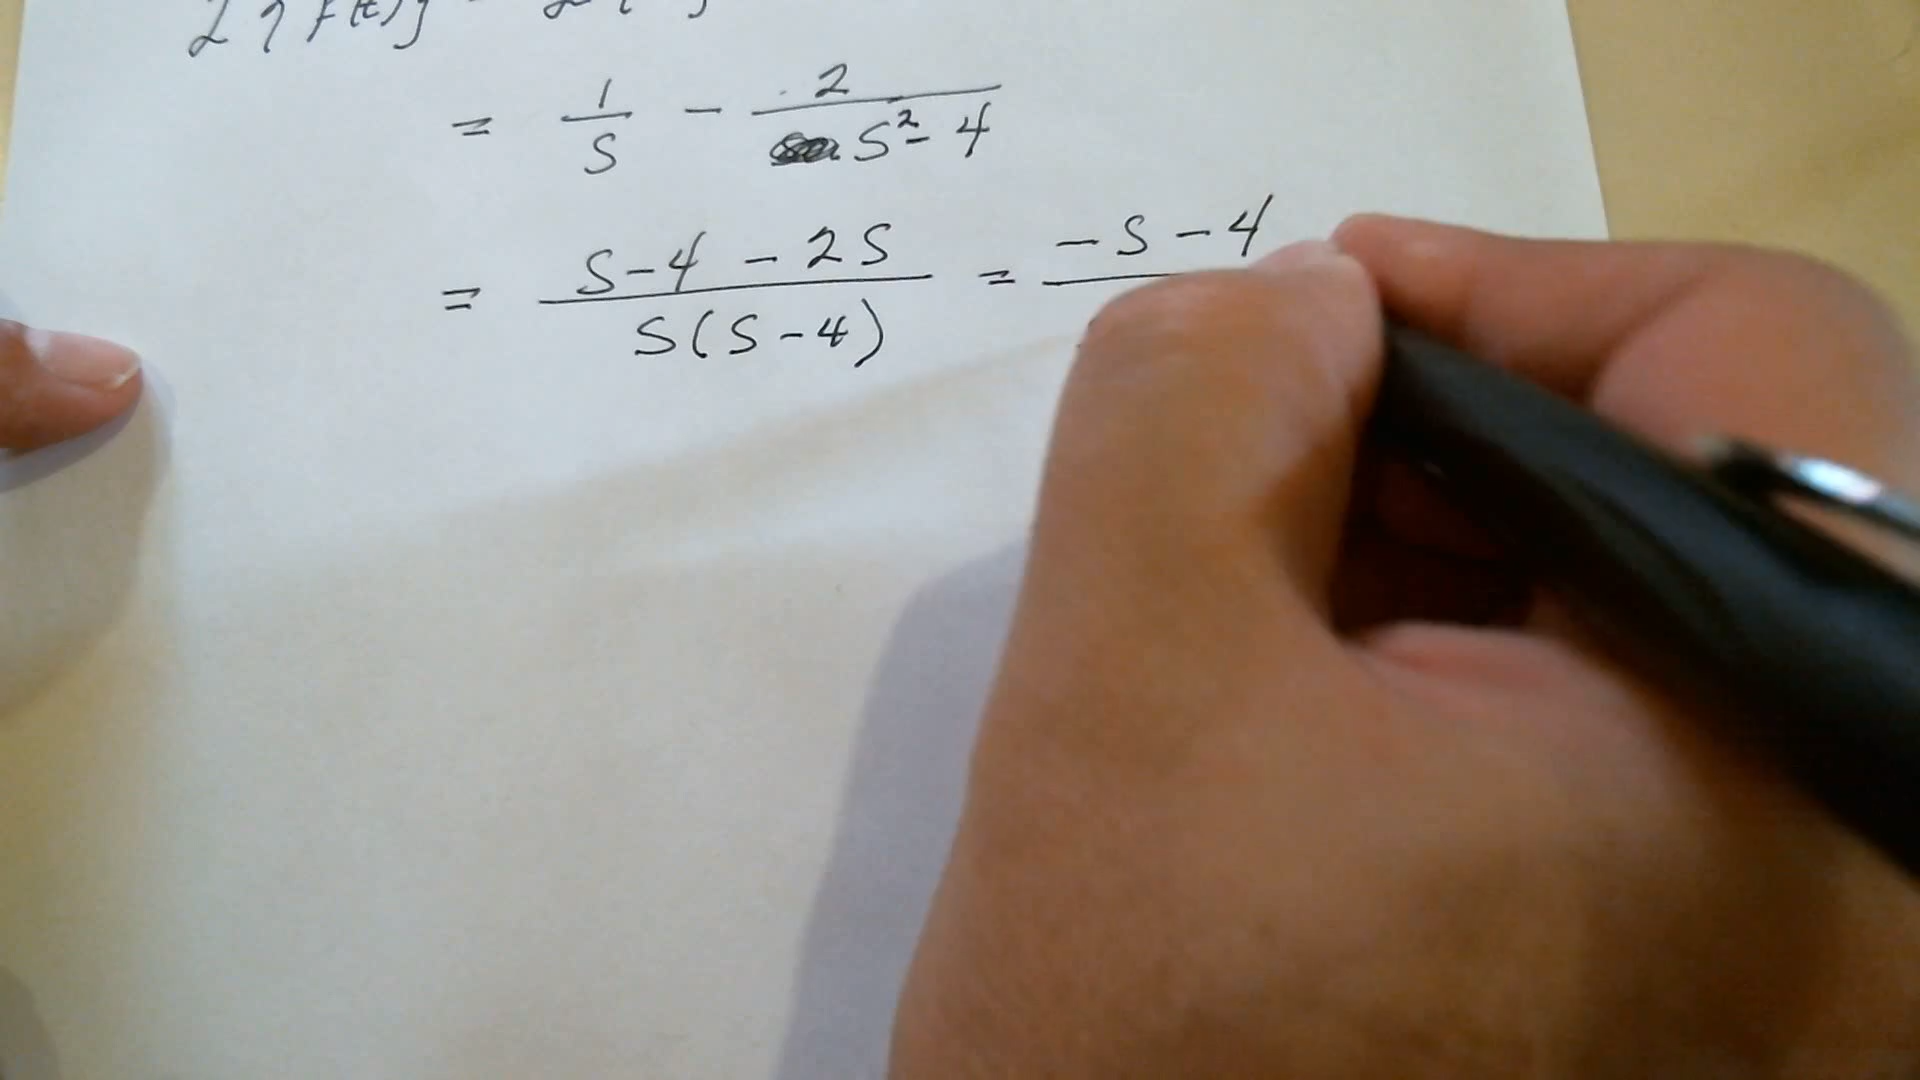 L{f(t)}
= 1/s - 2/(s² - 4)
= (s-4 - 2s)/(s(s-4)) = (-s-4)/